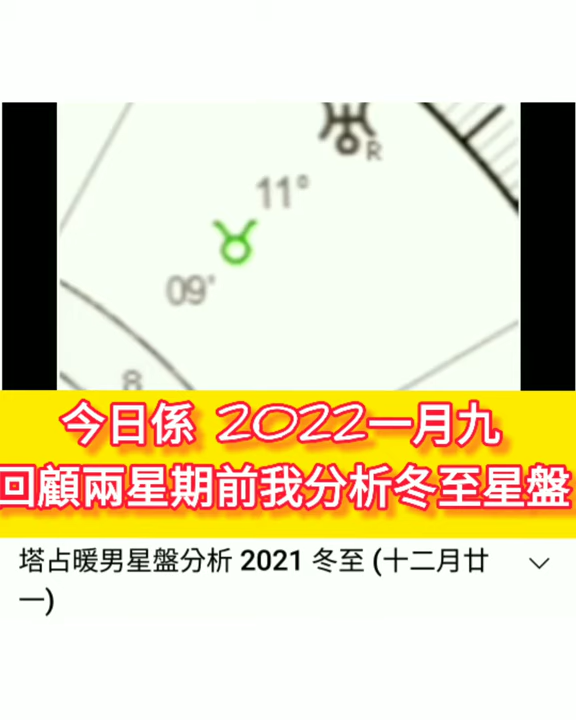 R
11°
♉
09'
8
今日係 2022一月九
回顧兩星期前我分析冬至星盤
塔占暖男星盤分析 2021 冬至 (十二月廿
一)